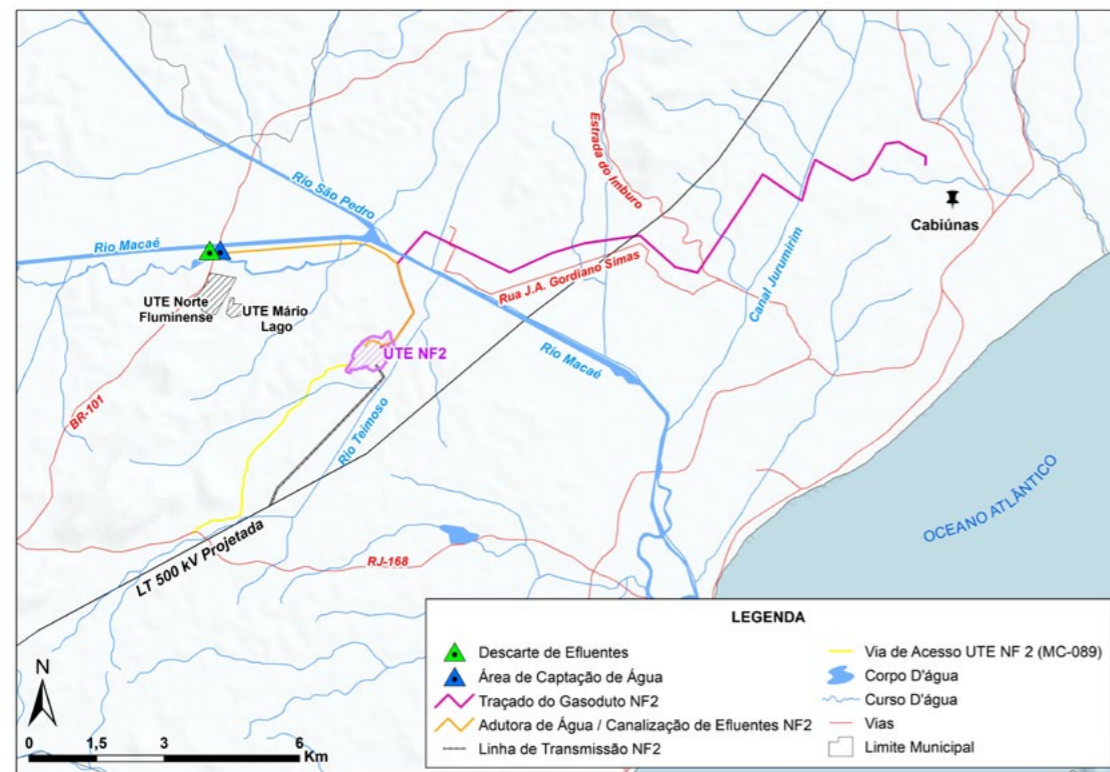 Rio São Pedro
Estrada do Imburo
Cabiúnas
Rio Macaé
Canal Jurumirim
Rua J.A. Gordiano Simas
UTE Norte
Fluminense
UTE Mário
Lago
UTE NF2
Rio Macaé
BR-101
Rio Teimoso
OCEANO ATLÂNTICO
LT 500 kV Projetada
RJ-168
LEGENDA
Descarte de Efluentes
Área de Captação de Água
Traçado do Gasoduto NF2
Adutora de Água / Canalização de Efluentes NF2
Linha de Transmissão NF2
Via de Acesso UTE NF 2 (MC-089)
Corpo D'água
Curso D'água
Vias
Limite Municipal
N
0 1,5 3 6
Km